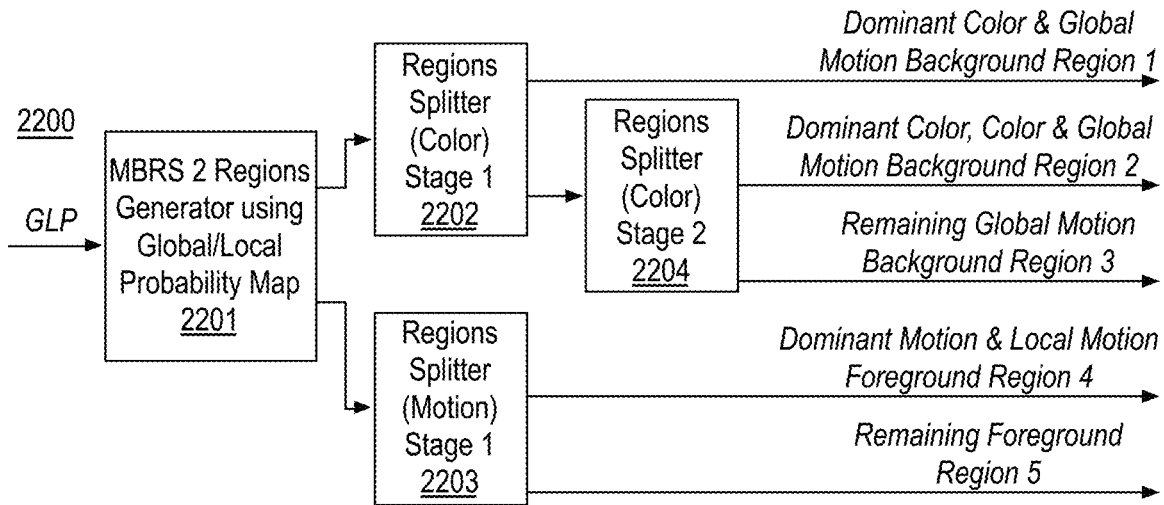 2200
GLP
MBRS 2 Regions
Generator using
Global/Local
Probability Map
2201
Regions
Splitter
(Color)
Stage 1
2202
Regions
Splitter
(Color)
Stage 2
2204
Regions
Splitter
(Motion)
Stage 1
2203
Dominant Color & Global
Motion Background Region 1
Dominant Color, Color & Global
Motion Background Region 2
Remaining Global Motion
Background Region 3
Dominant Motion & Local Motion
Foreground Region 4
Remaining Foreground
Region 5